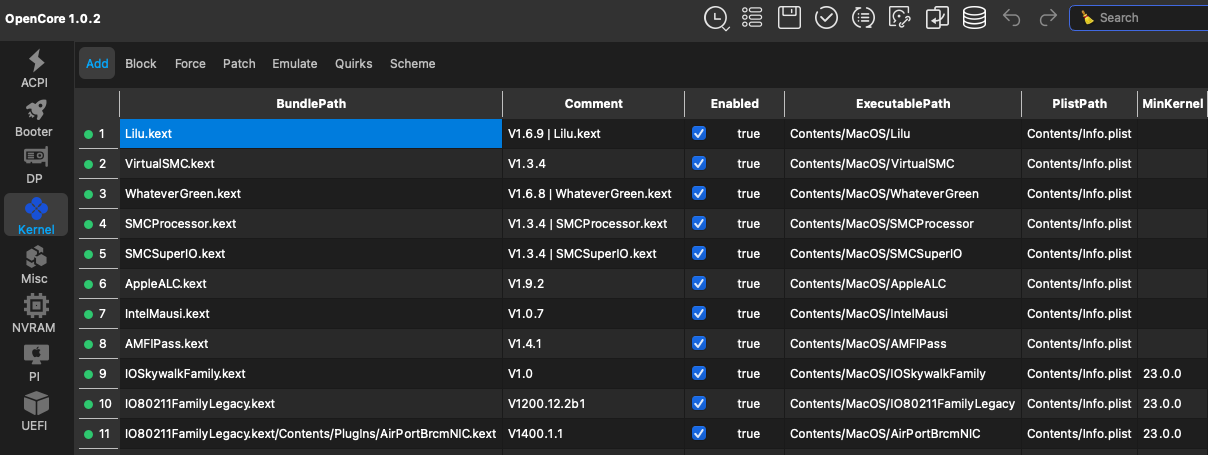 OpenCore 1.0.2
Search
ACPI
Booter
DP
Kernel
Misc
NVRAM
PI
UEFI
Add Block Force Patch Emulate Quirks Scheme
BundlePath Comment Enabled ExecutablePath PlistPath MinKernel
1 Lilu.kext V1.6.9 | Lilu.kext true Contents/MacOS/Lilu Contents/Info.plist
2 VirtualSMC.kext V1.3.4 true Contents/MacOS/VirtualSMC Contents/Info.plist
3 WhateverGreen.kext V1.6.8 | WhateverGreen.kext true Contents/MacOS/WhateverGreen Contents/Info.plist
4 SMCProcessor.kext V1.3.4 | SMCProcessor.kext true Contents/MacOS/SMCProcessor Contents/Info.plist
5 SMCSuperIO.kext V1.3.4 | SMCSuperIO.kext true Contents/MacOS/SMCSuperIO Contents/Info.plist
6 AppleALC.kext V1.9.2 true Contents/MacOS/AppleALC Contents/Info.plist
7 IntelMausi.kext V1.0.7 true Contents/MacOS/IntelMausi Contents/Info.plist
8 AMFIPass.kext V1.4.1 true Contents/MacOS/AMFIPass Contents/Info.plist
9 IOSkywalkFamily.kext V1.0 true Contents/MacOS/IOSkywalkFamily Contents/Info.plist 23.0.0
10 IO80211FamilyLegacy.kext V1200.12.2b1 true Contents/MacOS/IO80211FamilyLegacy Contents/Info.plist 23.0.0
11 IO80211FamilyLegacy.kext/Contents/PlugIns/AirPortBrcmNIC.kext V1400.1.1 true Contents/MacOS/AirPortBrcmNIC Contents/Info.plist 23.0.0